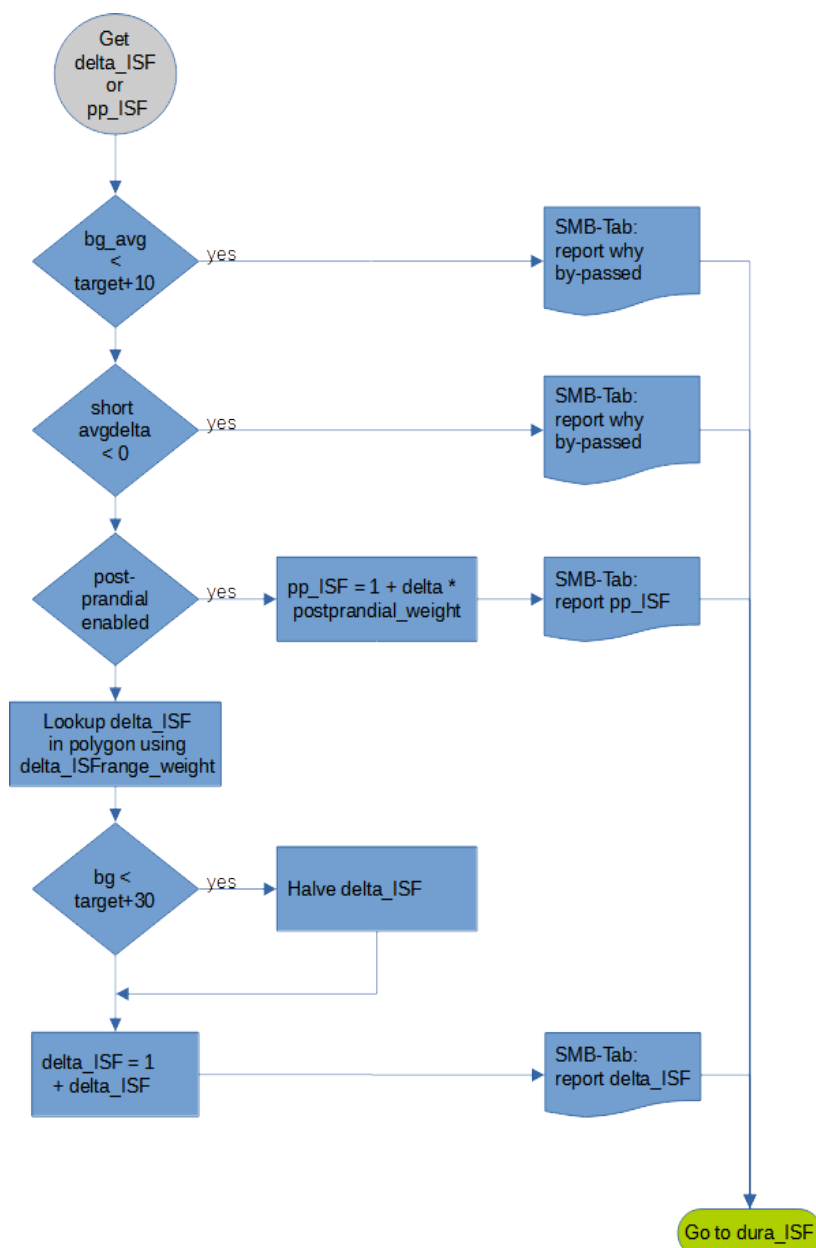 Get
delta_ISF
or
pp_ISF
bg_avg
<
target+10
yes
SMB-Tab:
report why
by-passed
short
avgdelta
< 0
yes
SMB-Tab:
report why
by-passed
post-
prandial
enabled
yes
pp_ISF = 1 + delta *
postprandial_weight
SMB-Tab:
report pp_ISF
Lookup delta_ISF
in polygon using
delta_ISFrange_weight
bg <
target+30
yes
Halve delta_ISF
delta_ISF = 1
+ delta_ISF
SMB-Tab:
report delta_ISF
Go to dura_ISF